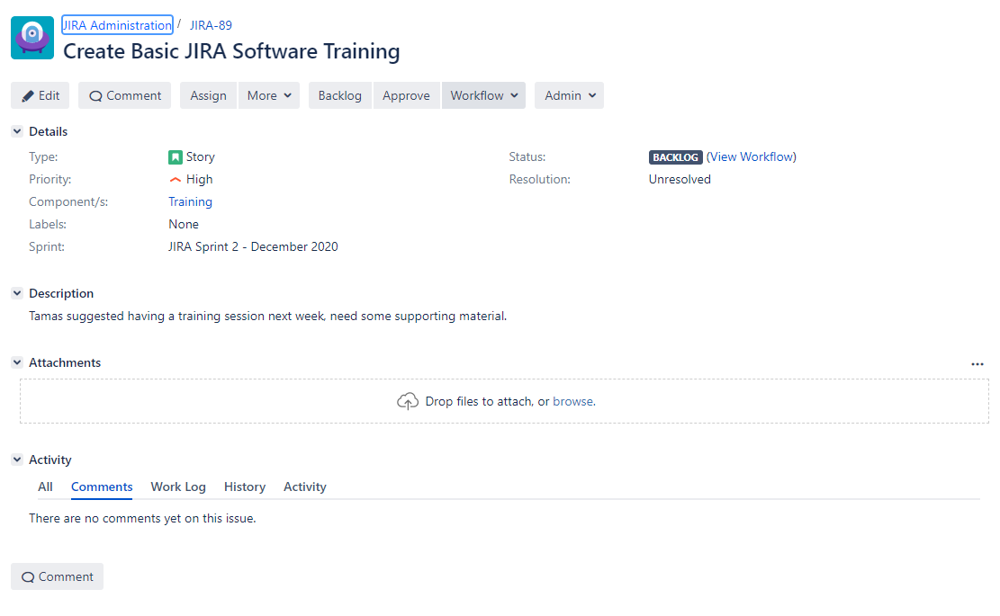 JIRA Administration / JIRA-89
Create Basic JIRA Software Training
Edit Comment Assign More Backlog Approve Workflow Admin
Details
Type: Story Status: BACKLOG (View Workflow)
Priority: High Resolution: Unresolved
Component/s: Training
Labels: None
Sprint: JIRA Sprint 2 - December 2020
Description
Tamas suggested having a training session next week, need some supporting material.
Attachments
Drop files to attach, or browse.
Activity
All Comments Work Log History Activity
There are no comments yet on this issue.
Comment